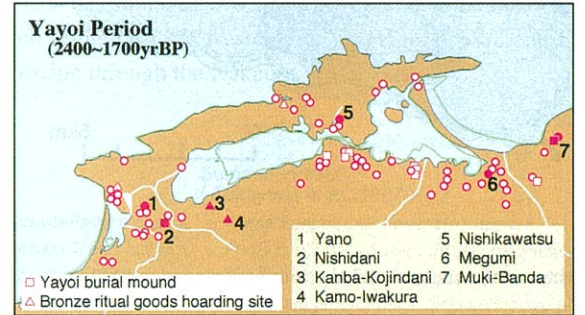 Yayoi Period
(2400~1700yrBP)
5
7
6
1
3
2
4
1 Yano
2 Nishidani
3 Kanba-Kojindani
4 Kamo-Iwakura
5 Nishikawatsu
6 Megumi
7 Muki-Banda
□ Yayoi burial mound
△ Bronze ritual goods hoarding site